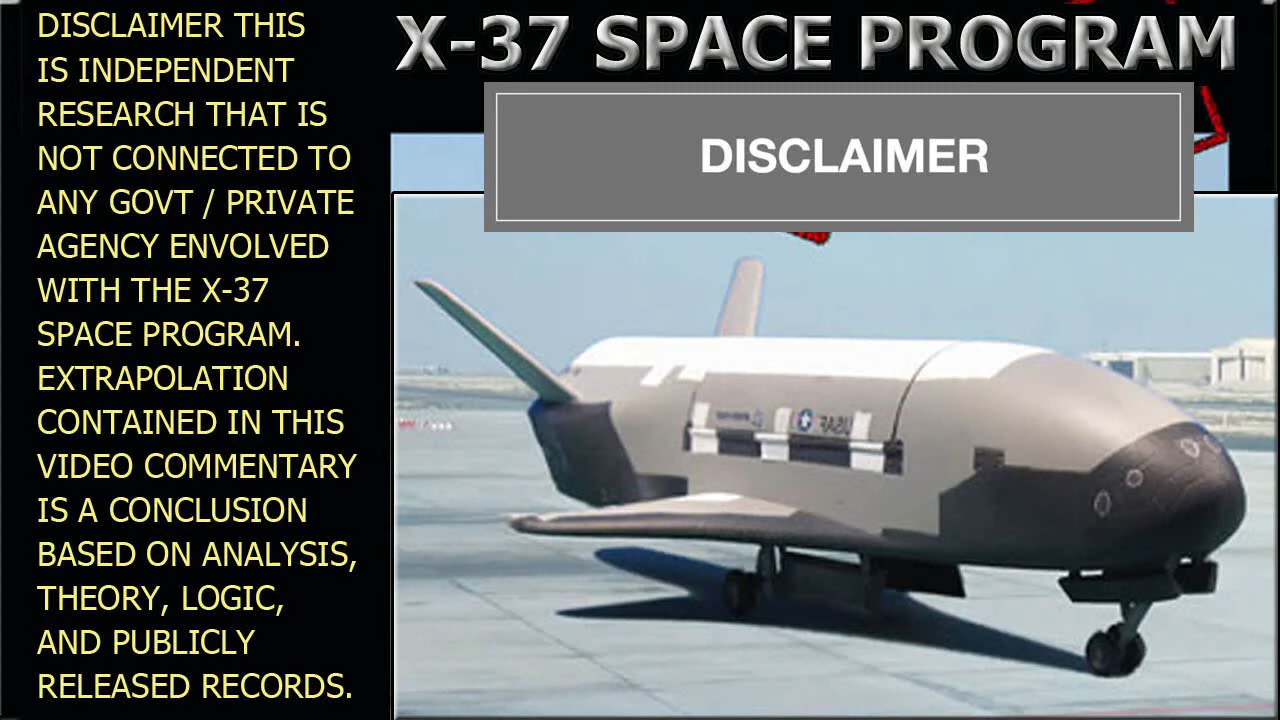 DISCLAIMER THIS
IS INDEPENDENT
RESEARCH THAT IS
NOT CONNECTED TO
ANY GOVT / PRIVATE
AGENCY ENVOLVED
WITH THE X-37
SPACE PROGRAM.
EXTRAPOLATION
CONTAINED IN THIS
VIDEO COMMENTARY
IS A CONCLUSION
BASED ON ANALYSIS,
THEORY, LOGIC,
AND PUBLICLY
RELEASED RECORDS.
X-37 SPACE PROGRAM
DISCLAIMER
USAF